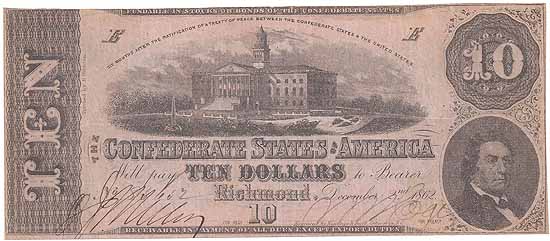 FUNDABLE IN STOCKS OR BONDS OF THE CONFEDERATE STATES
SIX MONTHS AFTER THE RATIFICATION OF A TREATY OF PEACE BETWEEN THE CONFEDERATE STATES & THE UNITED STATES
10
TEN
THE
CONFEDERATE STATES OF AMERICA
Will pay TEN DOLLARS to Bearer
Richmond December 2nd 1862
10
RECEIVABLE IN PAYMENT OF ALL DUES EXCEPT EXPORT DUTIES